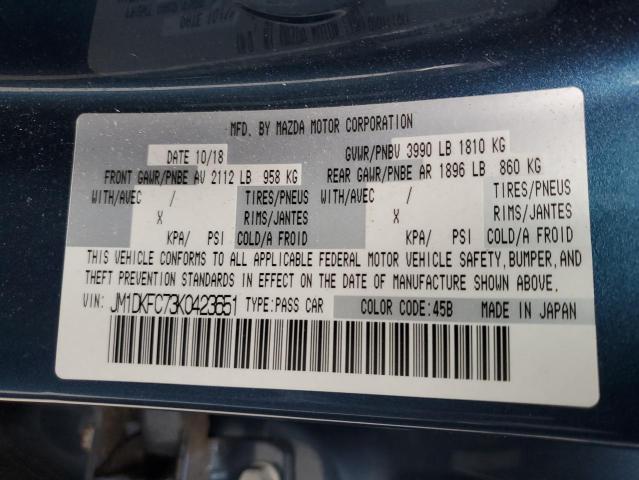 MFD. BY MAZDA MOTOR CORPORATION
DATE 10/18 GVWR/PNBV 3990 LB 1810 KG
FRONT GAWR/PNBE AV 2112 LB 958 KG REAR GAWR/PNBE AR 1896 LB 860 KG
WITH/AVEC / TIRES/PNEUS WITH/AVEC / TIRES/PNEUS
X RIMS/JANTES X RIMS/JANTES
KPA/ PSI COLD/A FROID KPA/ PSI COLD/A FROID
THIS VEHICLE CONFORMS TO ALL APPLICABLE FEDERAL MOTOR VEHICLE SAFETY, BUMPER, AND
THEFT PREVENTION STANDARDS IN EFFECT ON THE DATE OF MANUFACTURE SHOWN ABOVE.
VIN: JM1DKFC73K0423651 TYPE:PASS CAR COLOR CODE:45B MADE IN JAPAN